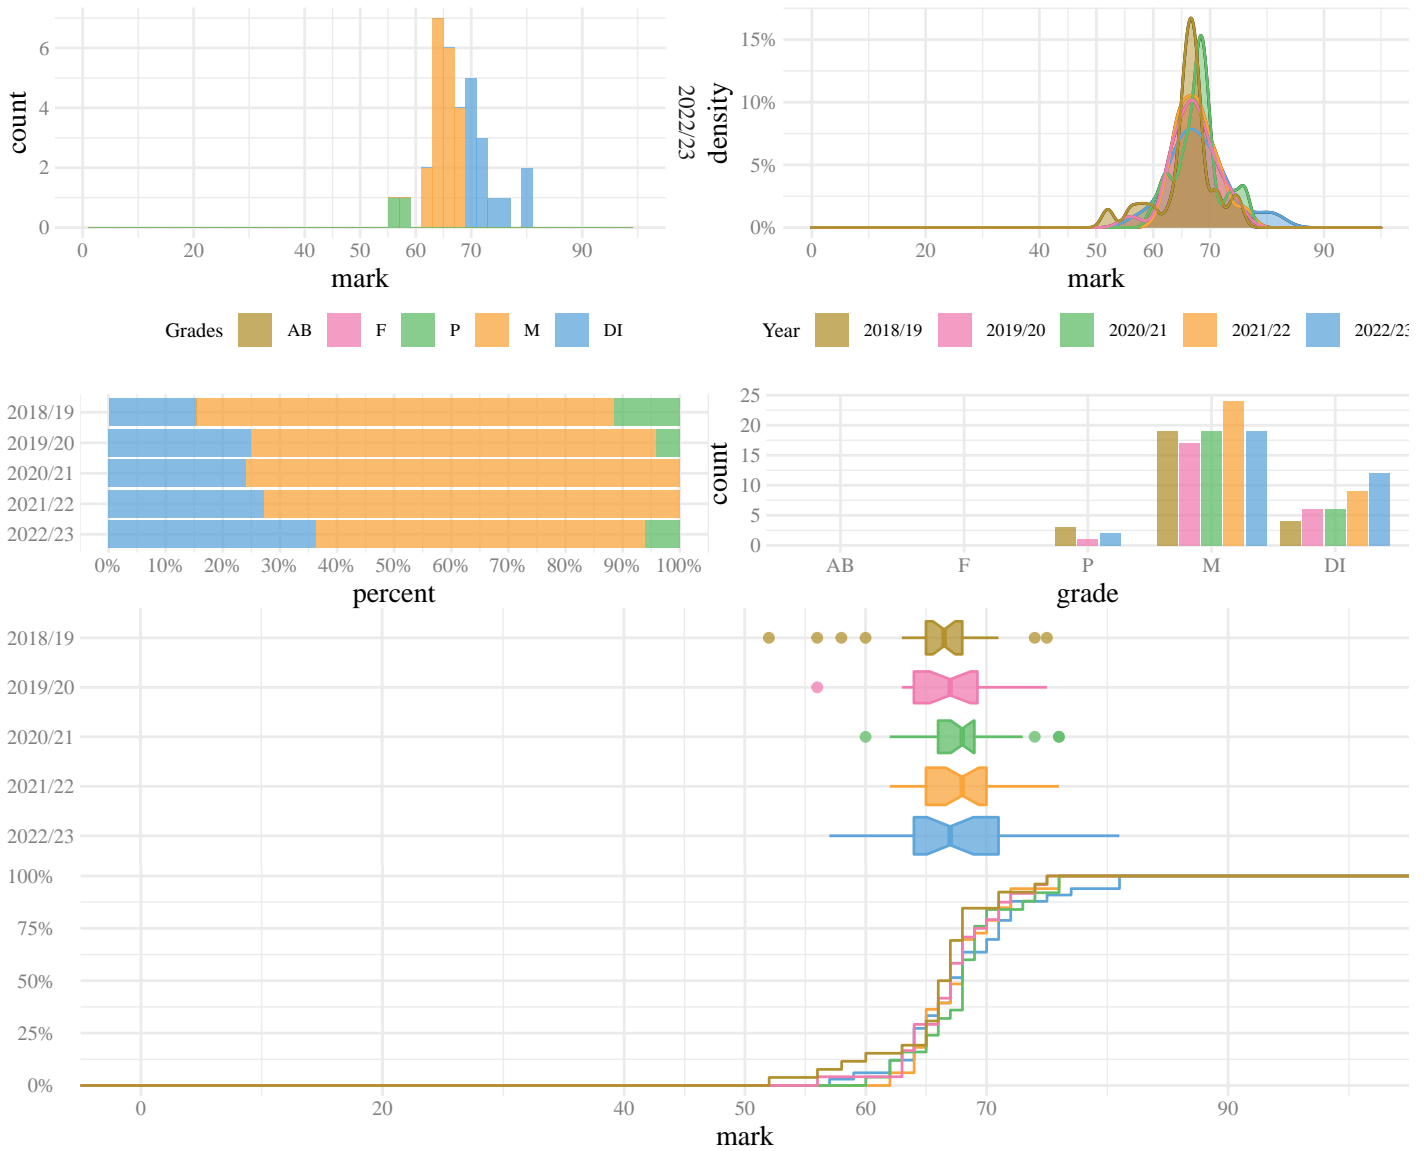 6
4
2
0
count
0 20 40 50 60 70 90
mark
2022/23
15%
10%
5%
0%
density
0 20 40 50 60 70 90
mark
Grades AB F P M DI
Year 2018/19 2019/20 2020/21 2021/22 2022/23
2018/19
2019/20
2020/21
2021/22
2022/23
0% 10% 20% 30% 40% 50% 60% 70% 80% 90% 100%
percent
25
20
15
10
5
0
count
AB F P M DI
grade
2018/19
2019/20
2020/21
2021/22
2022/23
100%
75%
50%
25%
0%
0 20 40 50 60 70 90
mark